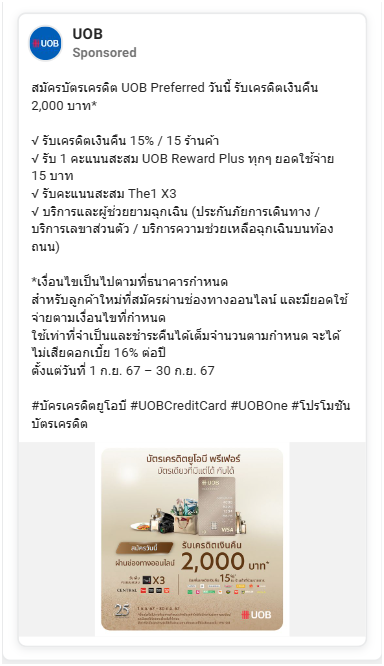 UOB
Sponsored
สมัครบัตรเครดิต UOB Preferred วันนี้ รับเครดิตเงินคืน
2,000 บาท*
√ รับเครดิตเงินคืน 15% / 15 ร้านค้า
√ รับ 1 คะแนนสะสม UOB Reward Plus ทุกๆ ยอดใช้จ่าย
15 บาท
√ รับคะแนนสะสม The1 X3
√ บริการและผู้ช่วยยามฉุกเฉิน (ประกันภัยการเดินทาง /
บริการเลขาส่วนตัว / บริการความช่วยเหลือฉุกเฉินบนท้อง
ถนน)
*เงื่อนไขเป็นไปตามที่ธนาคารกำหนด
สำหรับลูกค้าใหม่ที่สมัครผ่านช่องทางออนไลน์ และมียอดใช้
จ่ายตามเงื่อนไขที่กำหนด
ใช้เท่าที่จำเป็นและชำระคืนได้เต็มจำนวนตามกำหนด จะได้
ไม่เสียดอกเบี้ย 16% ต่อปี
ตั้งแต่วันที่ 1 ก.ย. 67 – 30 ก.ย. 67
#บัครเครดิตยูโอบี #UOBCreditCard #UOBOne #โปรโมชัน
บัตรเครดิต
บัตรเครดิตยูโอบี พรีเฟอร์
บัตรเดียวที่มีแต่ได้ กับได้
UOB
VISA
สมัครวันนี้
ผ่านช่องทางออนไลน์
รับเครดิตเงินคืน
2,000 บาท*
X3
15%
CENTRAL
25
1 ก.ย. 67 - 30 ก.ย. 67
UOB